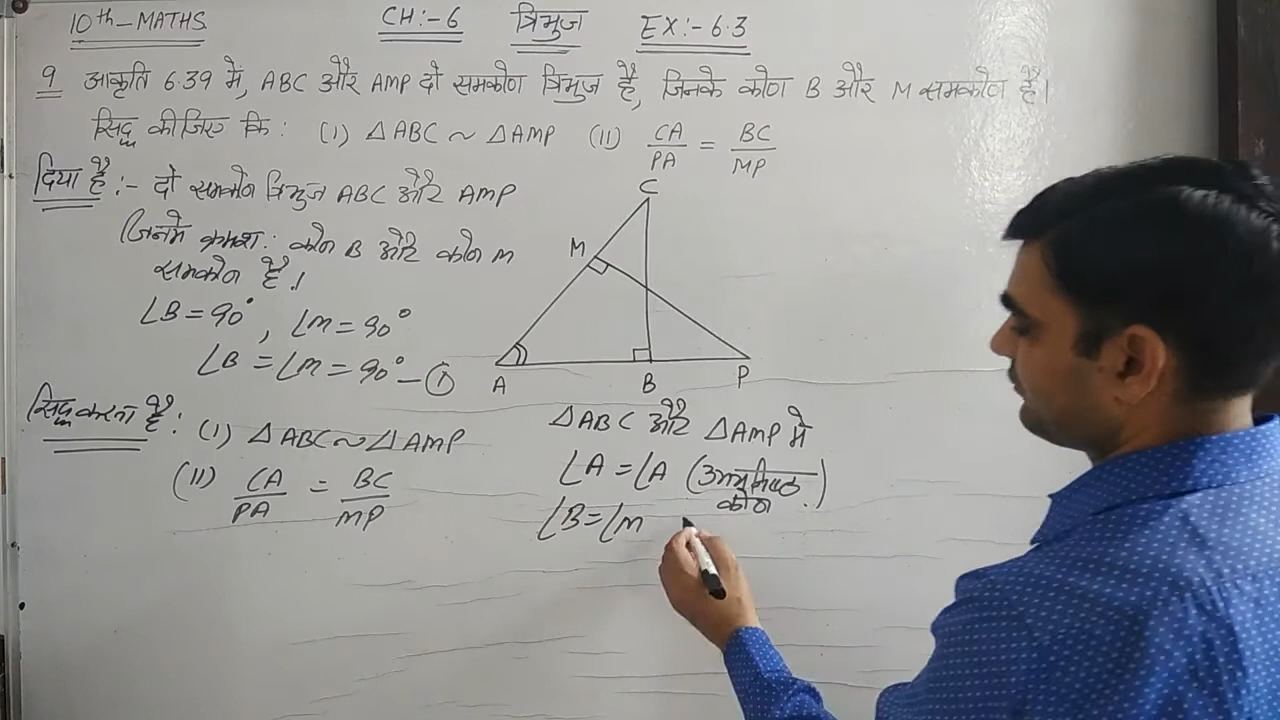 10th-MATHS. CH:-6 त्रिभुज EX:-6.3
9 आकृति 6.39 में, ABC और AMP दो समकोण त्रिभुज है, जिनके कोण B और M समकोण है।
सिद्ध कीजिए कि: (I) △ABC ~ △AMP (II) CA/PA = BC/MP
दिया है:- दो समकोण त्रिभुज ABC और AMP
जिनमे क्रमश: कोन B और कोन M
समकोण है।
∠B = 90°, ∠M = 90°
∠B = ∠M = 90° – ①
C
M
A B P
सिद्ध करना है: (I) △ABC ~ △AMP
(II) CA/PA = BC/MP
△ABC और △AMP मे
∠A = ∠A (उभयनिष्ठ कोण.)
∠B = ∠M